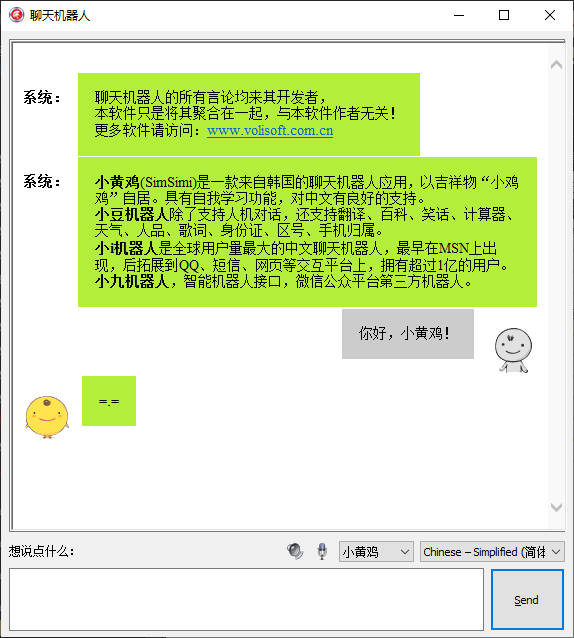 聊天机器人
系统：
聊天机器人的所有言论均来其开发者，
本软件只是将其聚合在一起，与本软件作者无关！
更多软件请访问：www.volisoft.com.cn
系统：
小黄鸡(SimSimi)是一款来自韩国的聊天机器人应用，以吉祥物“小鸡
鸡”自居。具有自我学习功能，对中文有良好的支持。
小豆机器人除了支持人机对话，还支持翻译、百科、笑话、计算器、
天气、人品、歌词、身份证、区号、手机归属。
小i机器人是全球用户量最大的中文聊天机器人，最早在MSN上出
现，后拓展到QQ、短信、网页等交互平台上，拥有超过1亿的用户。
小九机器人，智能机器人接口，微信公众平台第三方机器人。
你好，小黄鸡！
=.=
想说点什么：
小黄鸡
Chinese – Simplified (简体
Send